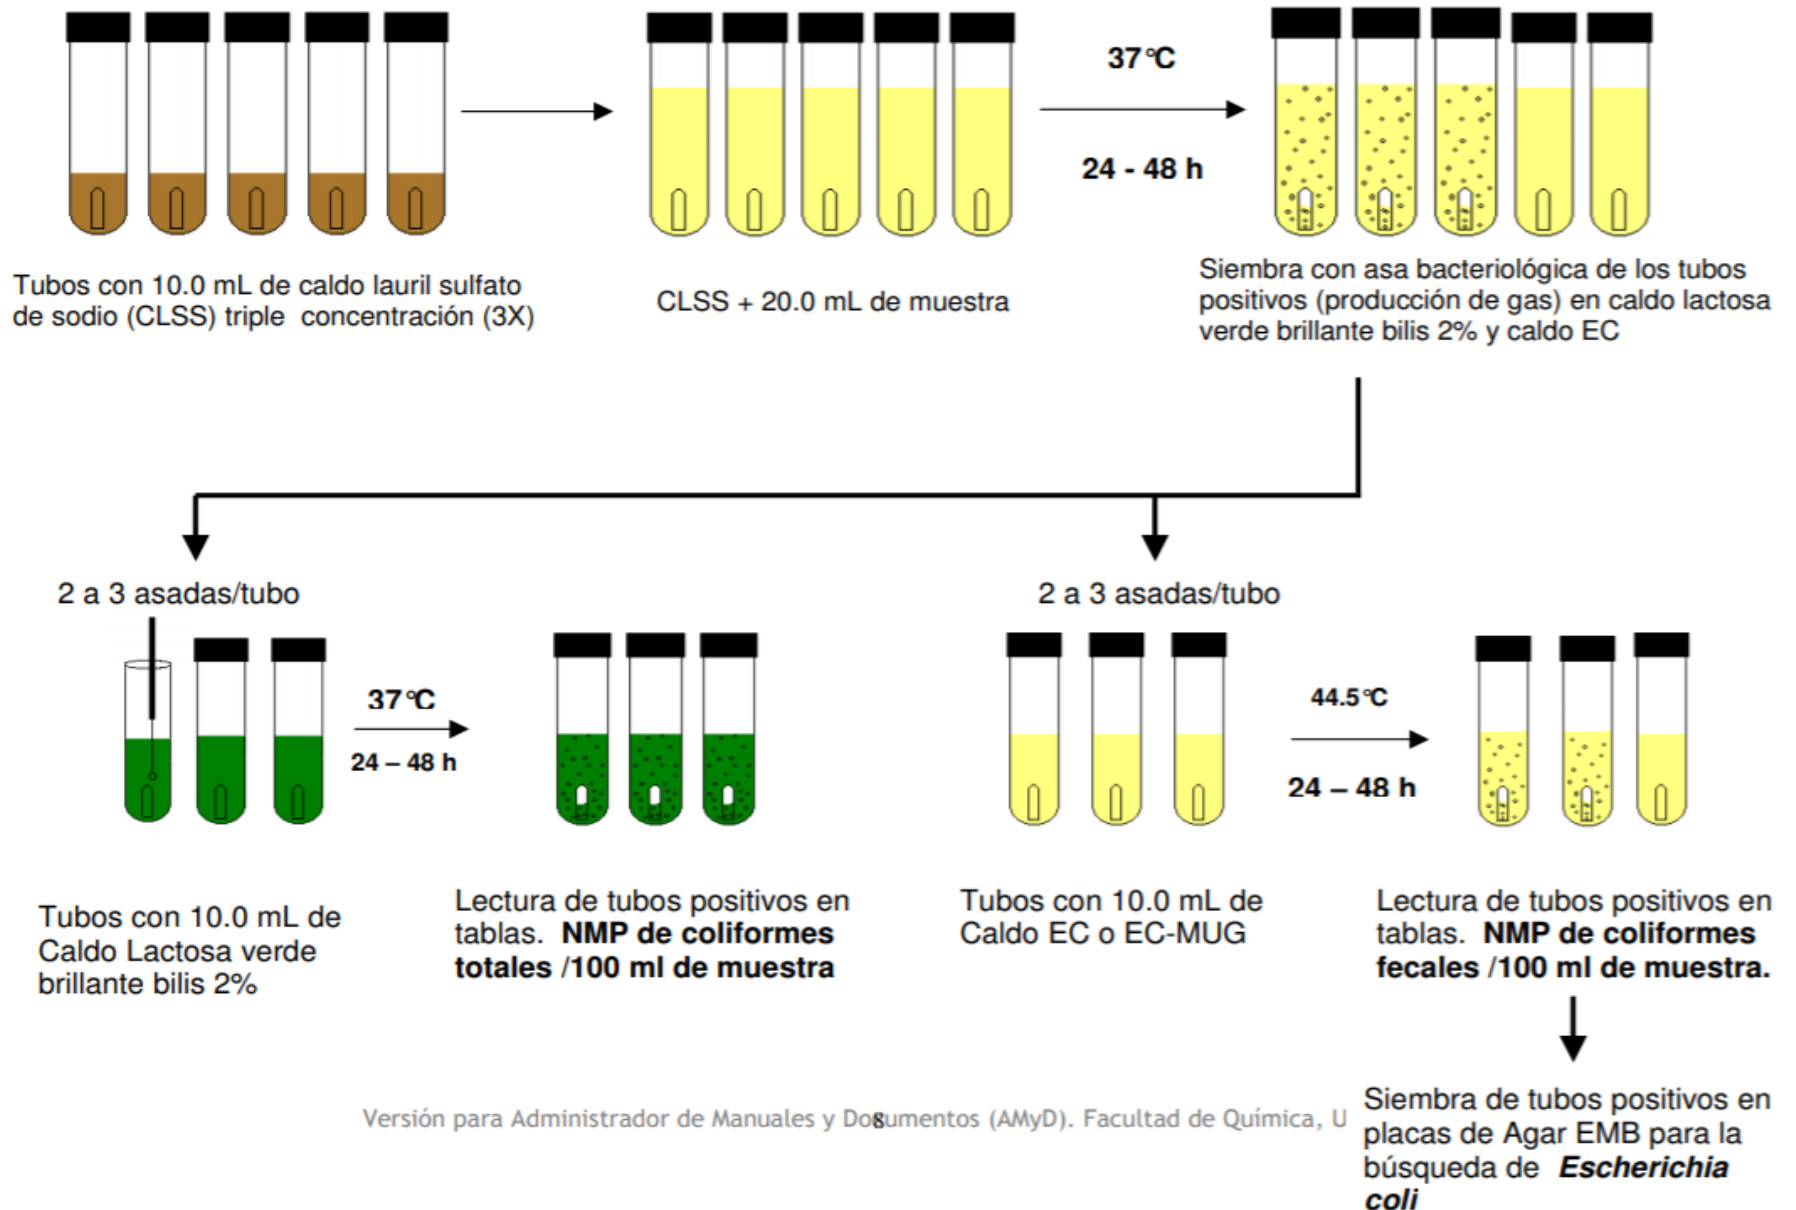 37°C
24 - 48 h
Tubos con 10.0 mL de caldo lauril sulfato
de sodio (CLSS) triple concentración (3X)
CLSS + 20.0 mL de muestra
Siembra con asa bacteriológica de los tubos
positivos (producción de gas) en caldo lactosa
verde brillante bilis 2% y caldo EC
2 a 3 asadas/tubo
2 a 3 asadas/tubo
37°C
24 – 48 h
44.5°C
24 – 48 h
Tubos con 10.0 mL de
Caldo Lactosa verde
brillante bilis 2%
Lectura de tubos positivos en
tablas. NMP de coliformes
totales /100 ml de muestra
Tubos con 10.0 mL de
Caldo EC o EC-MUG
Lectura de tubos positivos en
tablas. NMP de coliformes
fecales /100 ml de muestra.
Siembra de tubos positivos en
placas de Agar EMB para la
búsqueda de Escherichia
coli
Versión para Administrador de Manuales y Documentos (AMyD). Facultad de Química, U
8